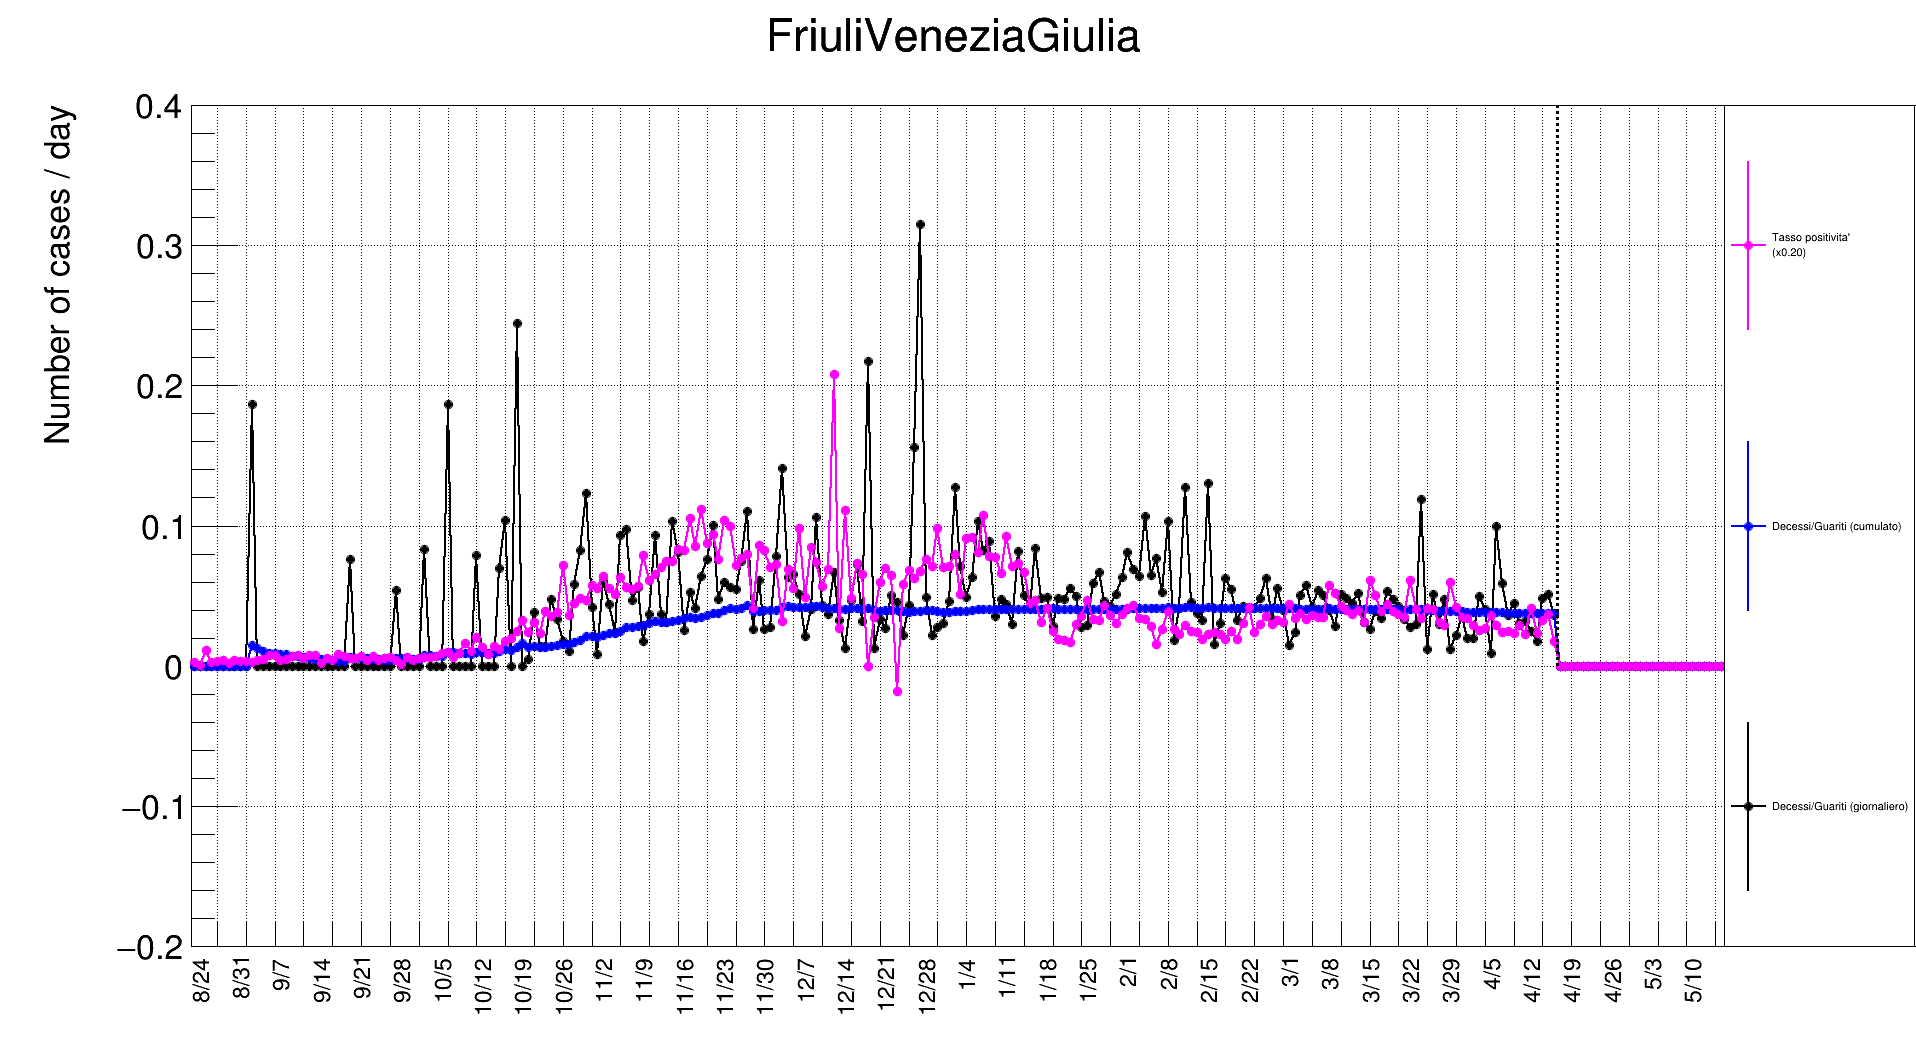 FriuliVeneziaGiulia
Number of cases / day
0.4
0.3
0.2
0.1
0
−0.1
−0.2
8/24 8/31 9/7 9/14 9/21 9/28 10/5 10/12 10/19 10/26 11/2 11/9 11/16 11/23 11/30 12/7 12/14 12/21 12/28 1/4 1/11 1/18 1/25 2/1 2/8 2/15 2/22 3/1 3/8 3/15 3/22 3/29 4/5 4/12 4/19 4/26 5/3 5/10
Tasso positivita'
(x0.20)
Decessi/Guariti (cumulato)
Decessi/Guariti (giornaliero)